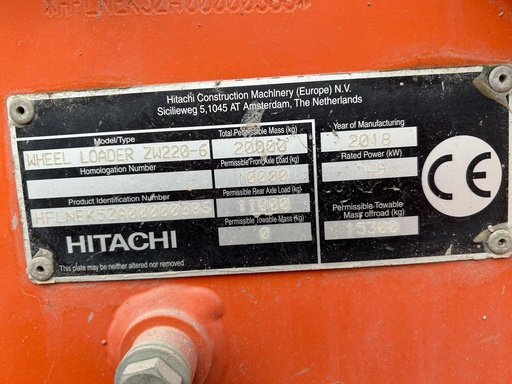 Hitachi Construction Machinery (Europe) N.V.
Sicilieweg 5,1045 AT Amsterdam, The Netherlands
Model/Type
WHEEL LOADER ZW220-6
Homologation Number
Product Identification Number
HITACHI
This plate may be neither altered nor removed
Total Permissible Mass (kg)
20000
Permissible Front Axle Load (kg)
Permissible Rear Axle Load (kg)
11000
Permissible Towable Mass (kg)
0
Year of Manufacturing
2018
Rated Power (kW)
Permissible Towable
Mass offroad (kg)
15300
CE